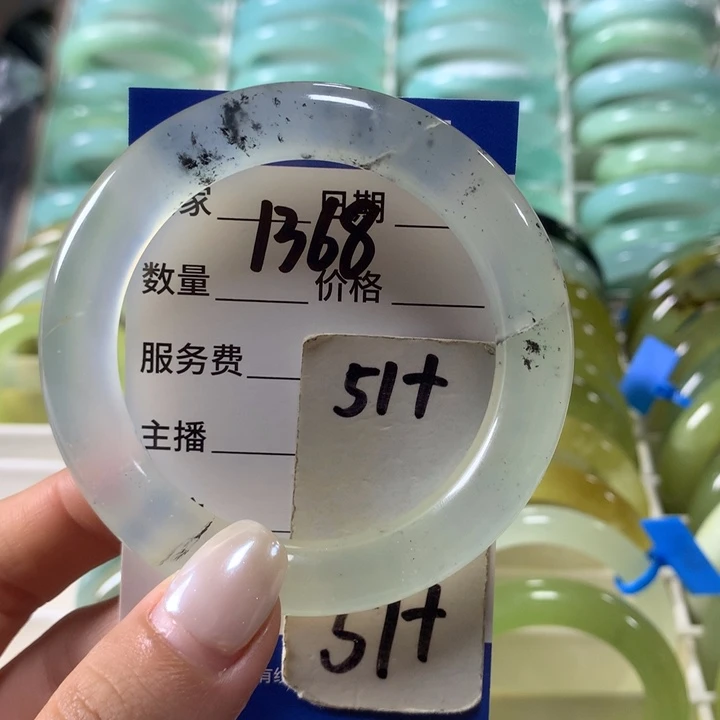 家 日期
1368
数量 价格
服务费
51+
主播
51+